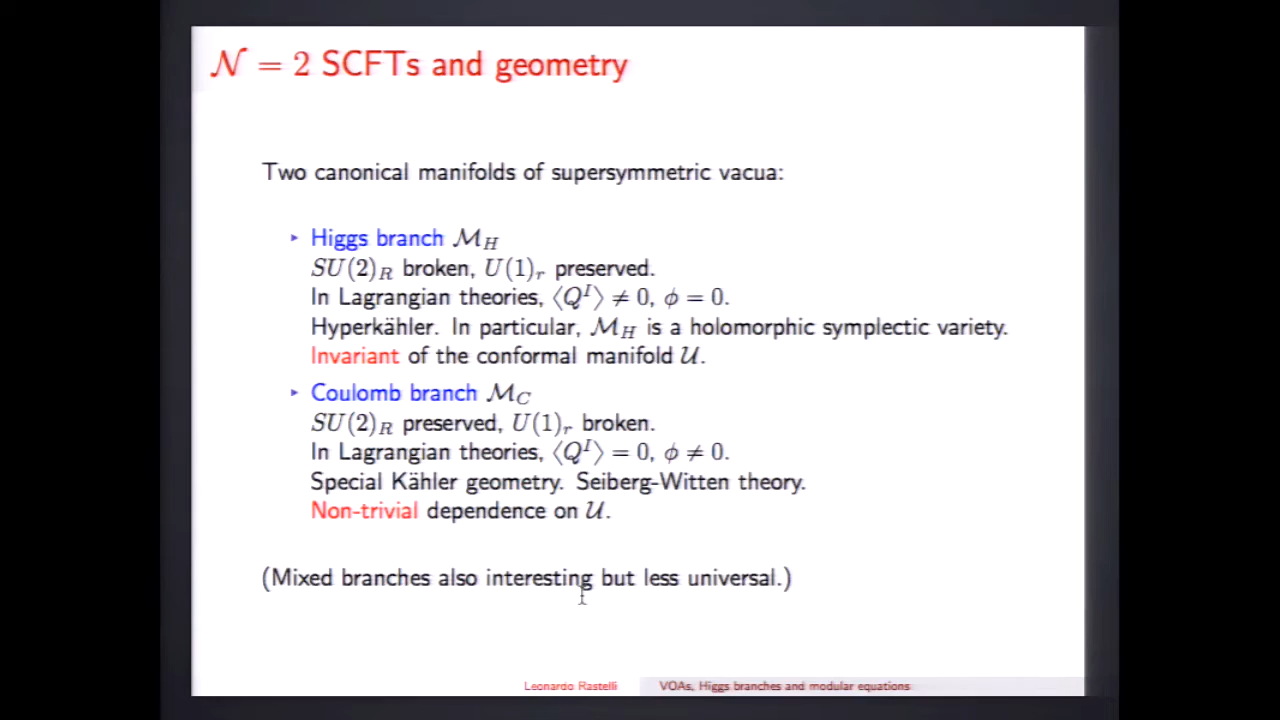 𝒩 = 2 SCFTs and geometry
Two canonical manifolds of supersymmetric vacua:
▸ Higgs branch ℳ_H
SU(2)_R broken, U(1)_r preserved.
In Lagrangian theories, ⟨Q^I⟩ ≠ 0, ϕ = 0.
Hyperkähler. In particular, ℳ_H is a holomorphic symplectic variety.
Invariant of the conformal manifold 𝒰.
▸ Coulomb branch ℳ_C
SU(2)_R preserved, U(1)_r broken.
In Lagrangian theories, ⟨Q^I⟩ = 0, ϕ ≠ 0.
Special Kähler geometry. Seiberg-Witten theory.
Non-trivial dependence on 𝒰.
(Mixed branches also interesting but less universal.)
Leonardo Rastelli VOAs, Higgs branches and modular equations